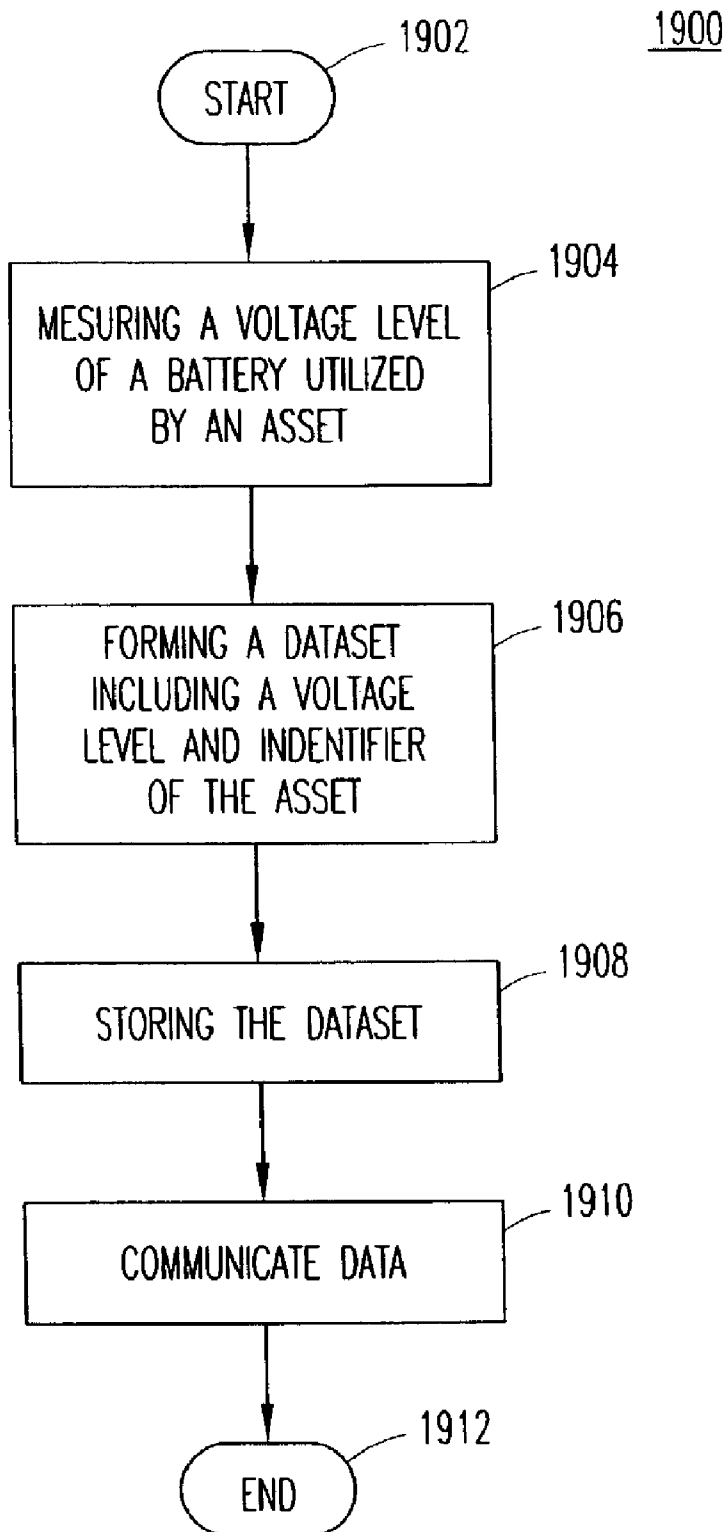 1900
1902
START
1904
MESURING A VOLTAGE LEVEL
OF A BATTERY UTILIZED
BY AN ASSET
1906
FORMING A DATASET
INCLUDING A VOLTAGE
LEVEL AND INDENTIFIER
OF THE ASSET
1908
STORING THE DATASET
1910
COMMUNICATE DATA
1912
END